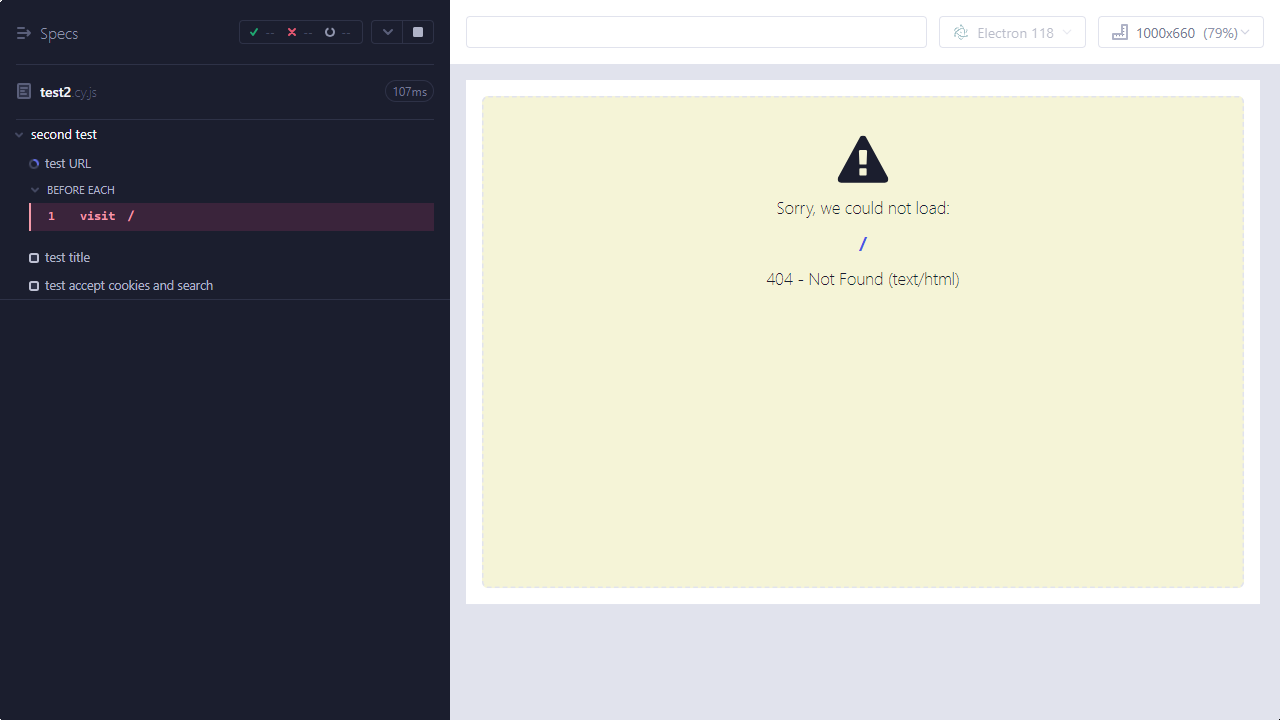 Specs
-- -- --
test2.cy.js 107ms
second test
test URL
BEFORE EACH
1 visit /
test title
test accept cookies and search
Electron 118
1000x660 (79%)
Sorry, we could not load:
/
404 - Not Found (text/html)